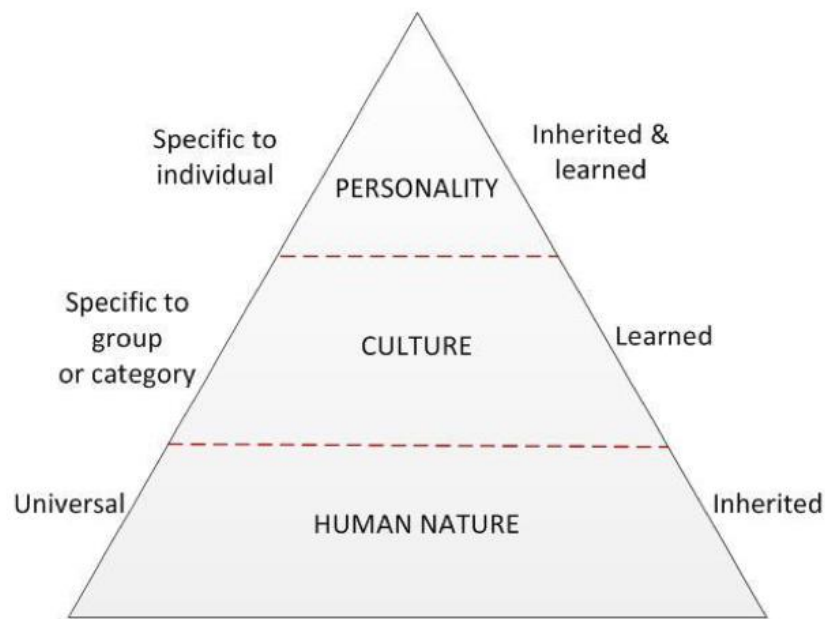 Specific to
individual
PERSONALITY
Inherited &
learned
Specific to
group
or category
CULTURE
Learned
Universal
HUMAN NATURE
Inherited